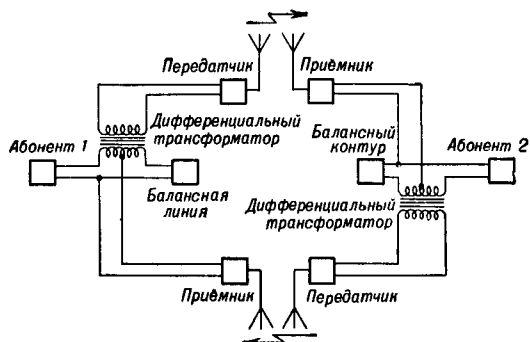 Передатчик
Приёмник
Дифференциальный
трансформатор
Абонент 1
Балансный
контур
Абонент 2
Балансная
линия
Дифференциальный
трансформатор
Приёмник
Передатчик